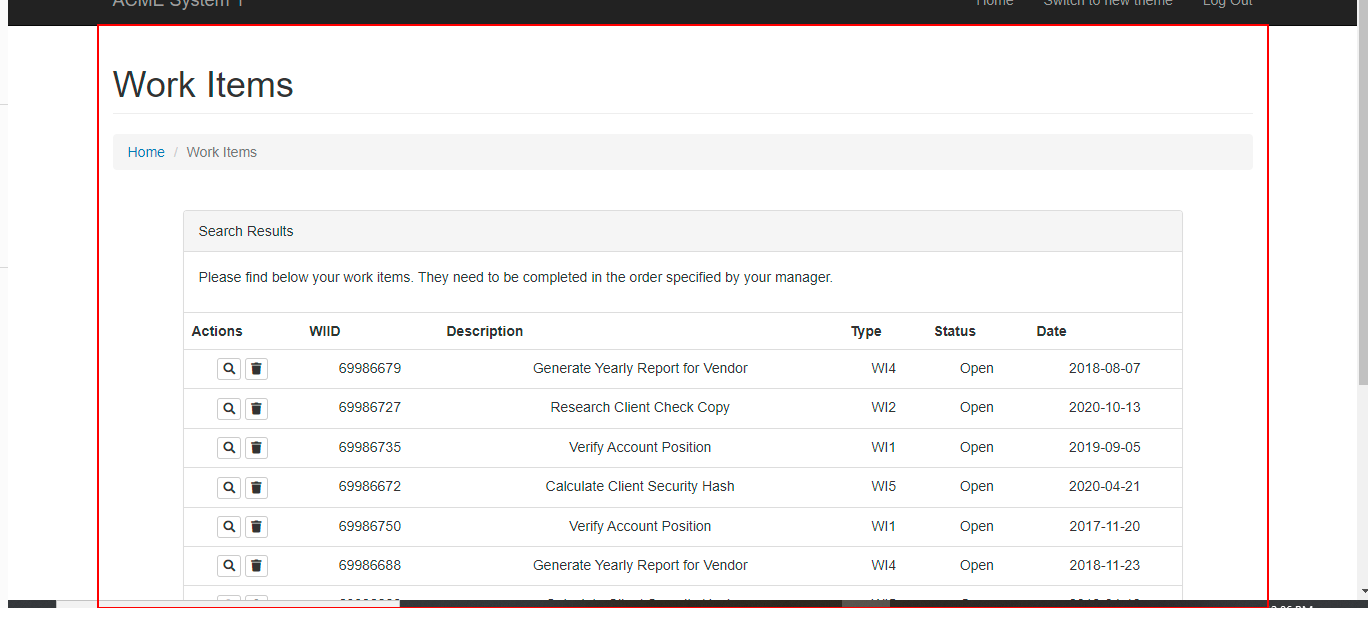 ACME System 1 Home Switch to new theme Log Out
Work Items
Home / Work Items
Search Results
Please find below your work items. They need to be completed in the order specified by your manager.
Actions WIID Description Type Status Date
69986679 Generate Yearly Report for Vendor WI4 Open 2018-08-07
69986727 Research Client Check Copy WI2 Open 2020-10-13
69986735 Verify Account Position WI1 Open 2019-09-05
69986672 Calculate Client Security Hash WI5 Open 2020-04-21
69986750 Verify Account Position WI1 Open 2017-11-20
69986688 Generate Yearly Report for Vendor WI4 Open 2018-11-23